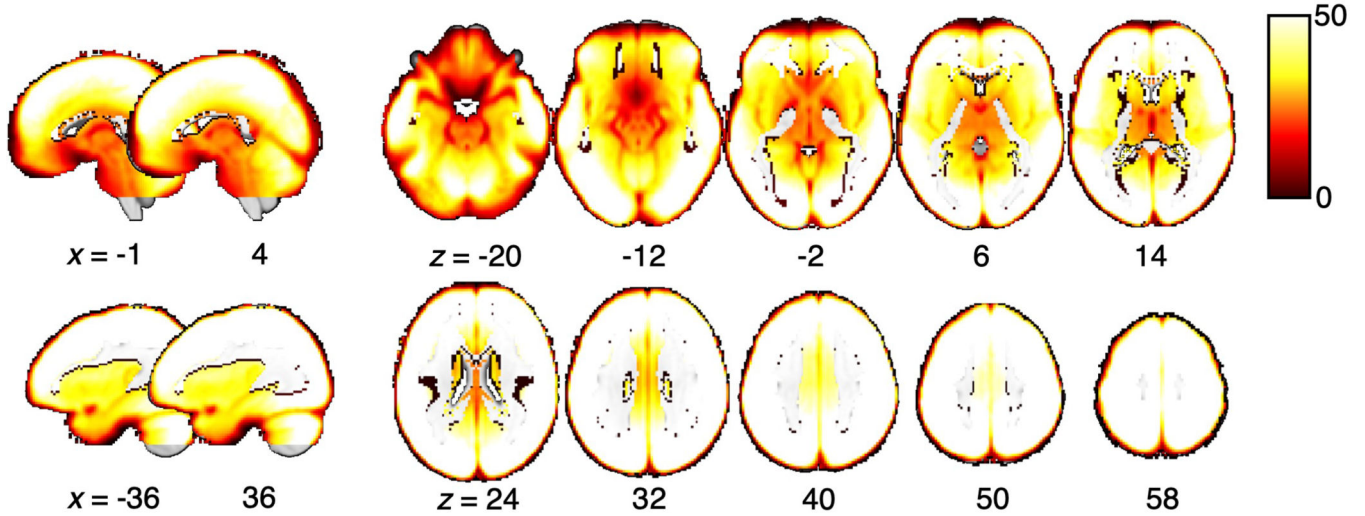 50
0
x = -1 4 z = -20 -12 -2 6 14
x = -36 36 z = 24 32 40 50 58